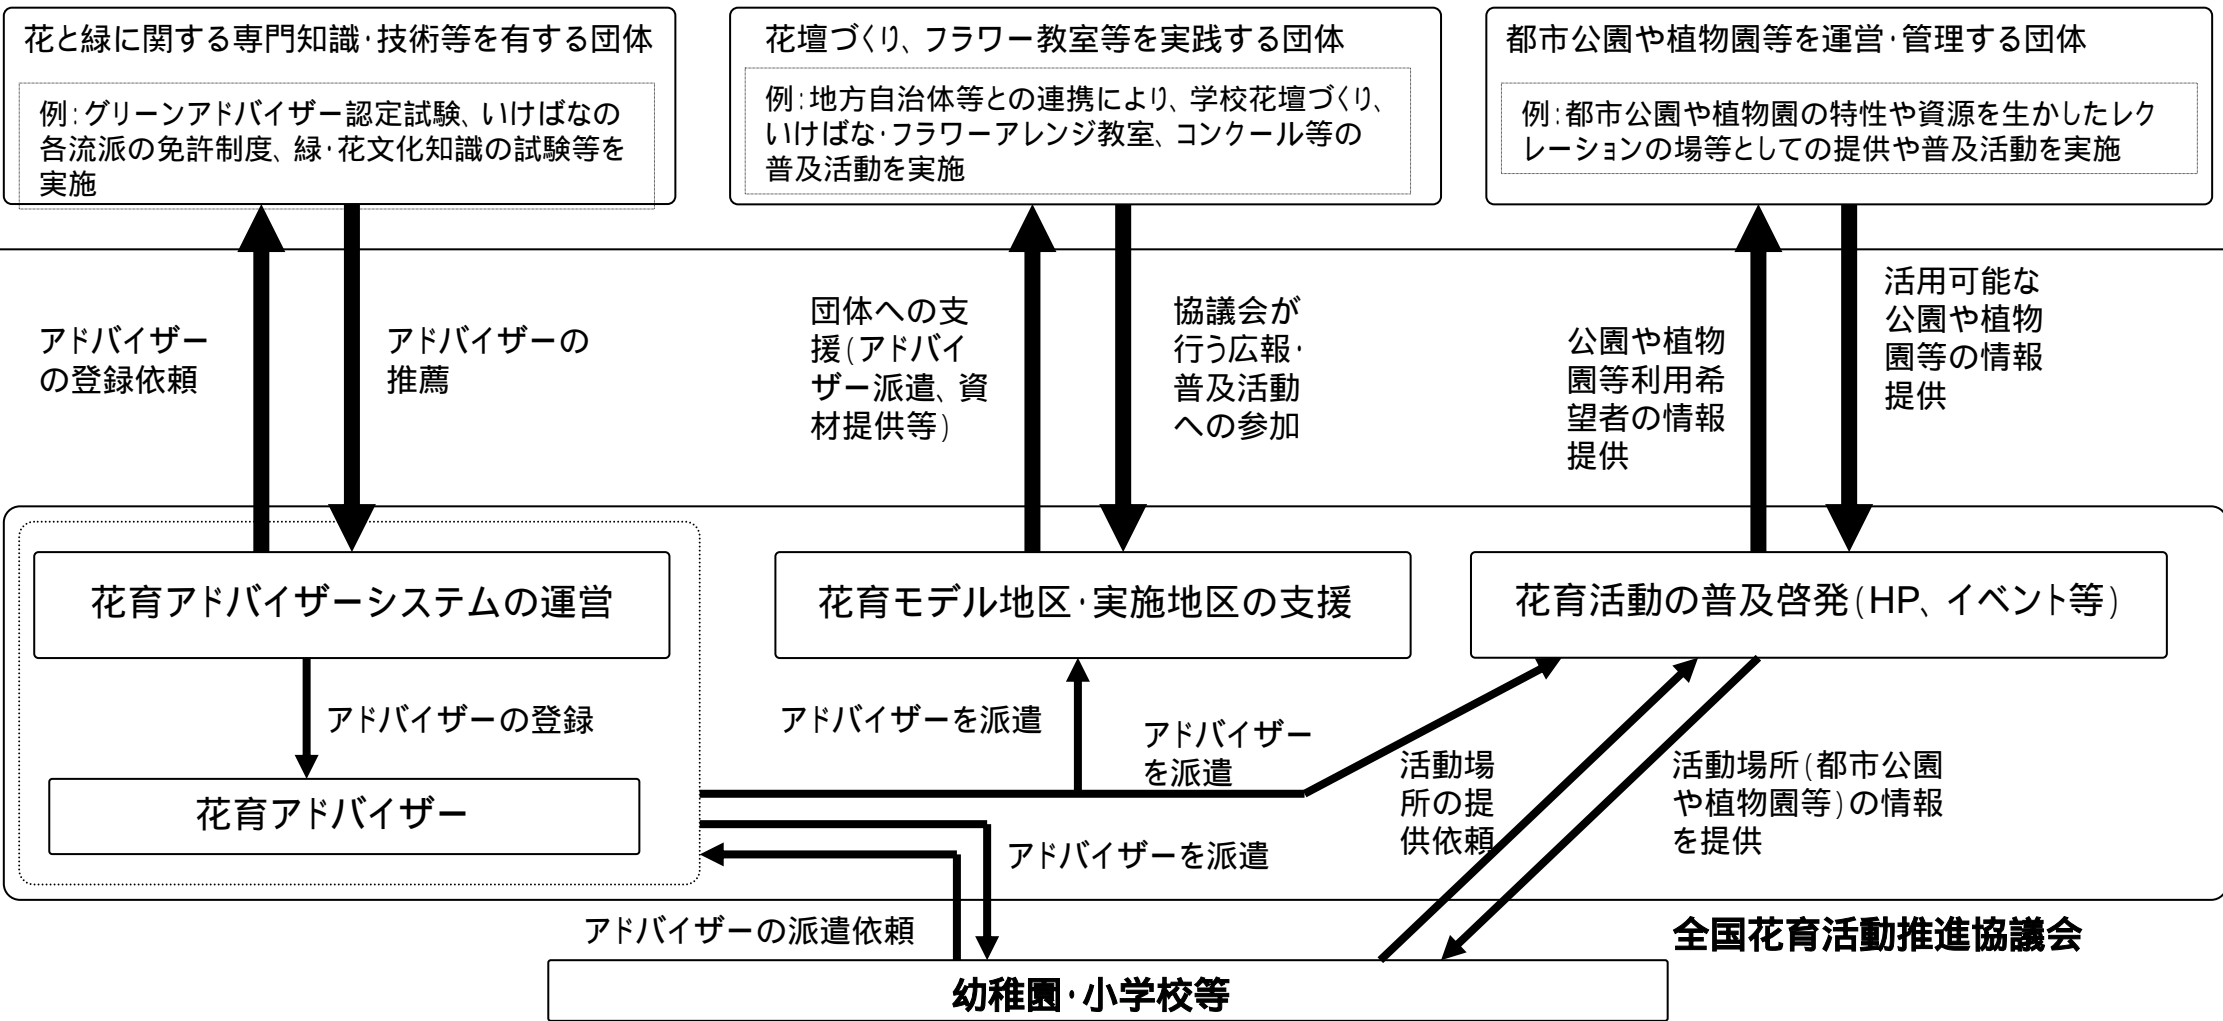 花と緑に関する専門知識・技術等を有する団体
例：グリーンアドバイザー認定試験、いけばなの
各流派の免許制度、緑・花文化知識の試験等を
実施
花壇づくり、フラワー教室等を実践する団体
例：地方自治体等との連携により、学校花壇づくり、
いけばな・フラワーアレンジ教室、コンクール等の
普及活動を実施
都市公園や植物園等を運営・管理する団体
例：都市公園や植物園の特性や資源を生かしたレク
レーションの場等としての提供や普及活動を実施
アドバイザー
の登録依頼
アドバイザーの
推薦
団体への支
援（アドバイ
ザー派遣、資
材提供等）
協議会が
行う広報・
普及活動
への参加
公園や植物
園等利用希
望者の情報
提供
活用可能な
公園や植物
園等の情報
提供
花育アドバイザーシステムの運営
花育モデル地区・実施地区の支援
花育活動の普及啓発（HP、イベント等）
アドバイザーの登録
アドバイザーを派遣
アドバイザー
を派遣
活動場
所の提
供依頼
活動場所（都市公園
や植物園等）の情報
を提供
花育アドバイザー
アドバイザーを派遣
アドバイザーの派遣依頼
全国花育活動推進協議会
幼稚園・小学校等